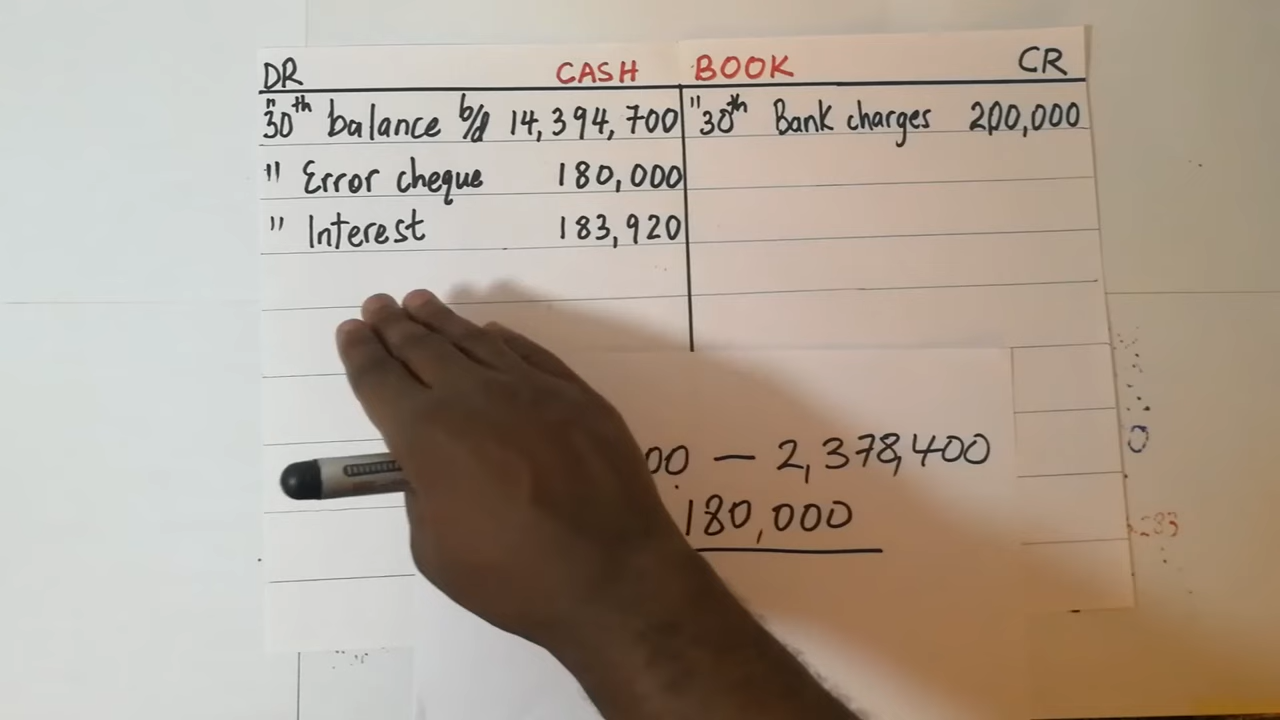 DR CASH BOOK CR
"30th balance b/d 14,394,700 "30th Bank charges 200,000
" Error cheque 180,000
" Interest 183,920
00 — 2,378,400
180,000